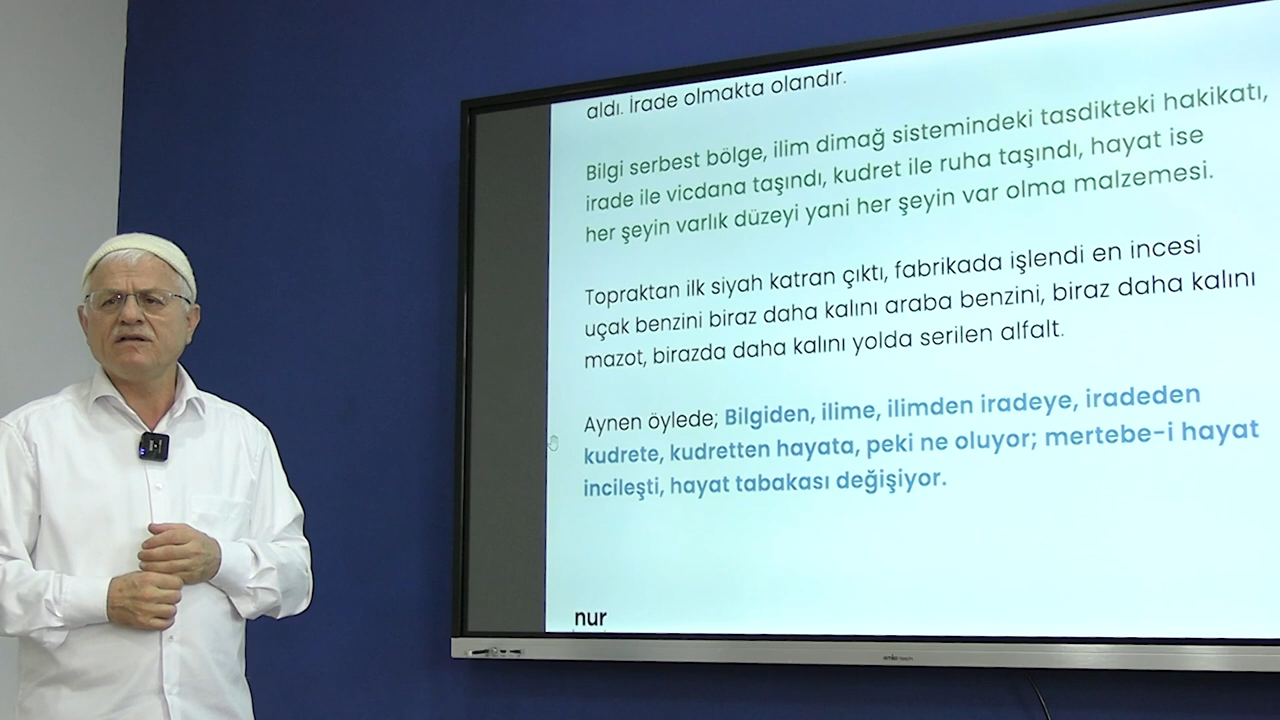 aldı. İrade olmakta olandır.
Bilgi serbest bölge, ilim dimağ sistemindeki tasdikteki hakikatı,
irade ile vicdana taşındı, kudret ile ruha taşındı, hayat ise
her şeyin varlık düzeyi yani her şeyin var olma malzemesi.
Topraktan ilk siyah katran çıktı, fabrikada işlendi en incesi
uçak benzini biraz daha kalını araba benzini, biraz daha kalını
mazot, birazda daha kalını yolda serilen alfalt.
Aynen öylede; Bilgiden, ilime, ilimden iradeye, iradeden
kudrete, kudretten hayata, peki ne oluyor; mertebe-i hayat
incileşti, hayat tabakası değişiyor.
nur